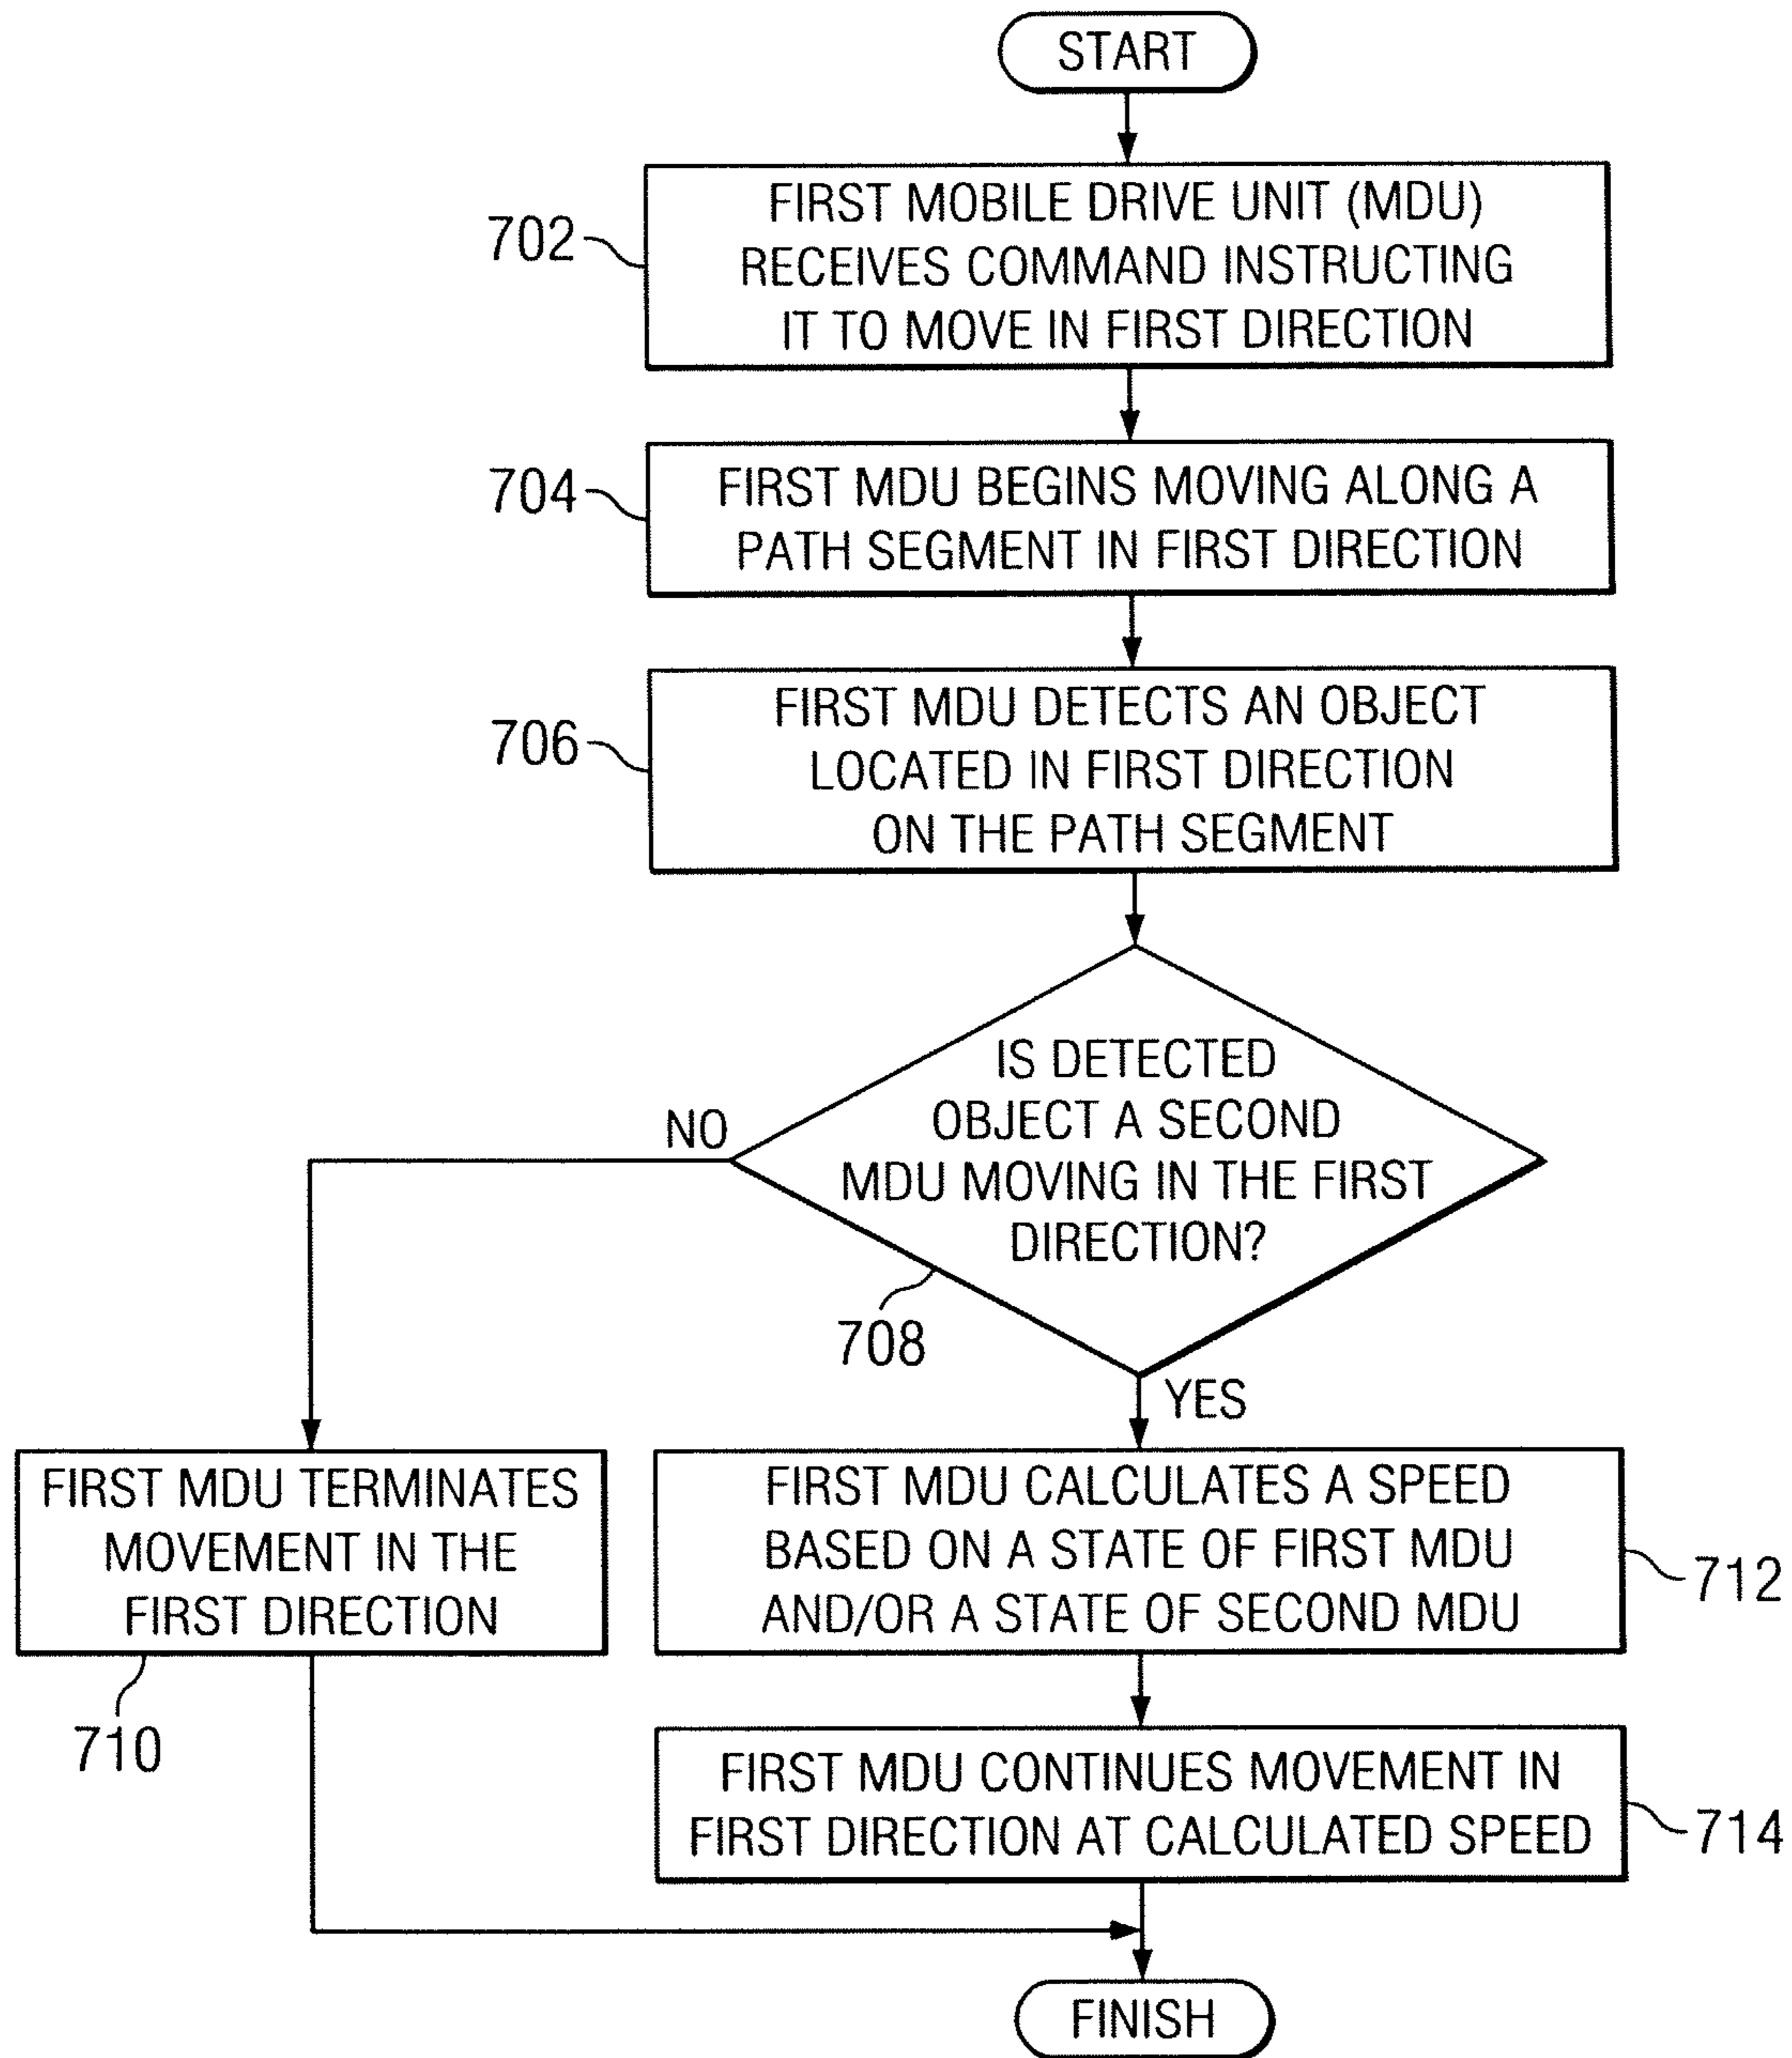 START
702
FIRST MOBILE DRIVE UNIT (MDU)
RECEIVES COMMAND INSTRUCTING
IT TO MOVE IN FIRST DIRECTION
704
FIRST MDU BEGINS MOVING ALONG A
PATH SEGMENT IN FIRST DIRECTION
706
FIRST MDU DETECTS AN OBJECT
LOCATED IN FIRST DIRECTION
ON THE PATH SEGMENT
IS DETECTED
OBJECT A SECOND
MDU MOVING IN THE FIRST
DIRECTION?
NO
708
YES
FIRST MDU TERMINATES
MOVEMENT IN THE
FIRST DIRECTION
710
FIRST MDU CALCULATES A SPEED
BASED ON A STATE OF FIRST MDU
AND/OR A STATE OF SECOND MDU
712
FIRST MDU CONTINUES MOVEMENT IN
FIRST DIRECTION AT CALCULATED SPEED
714
FINISH